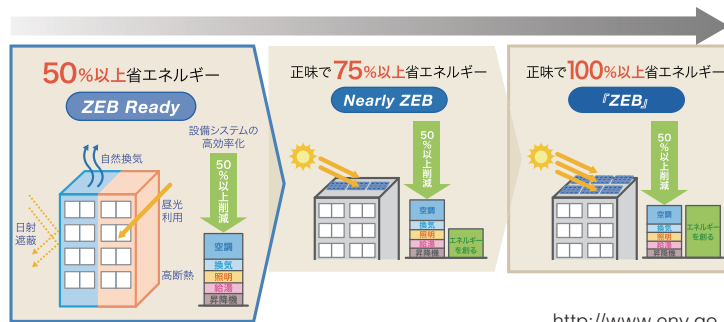 50%以上省エネルギー
ZEB Ready
設備システムの
高効率化
自然換気
50%以上削減
昼光
利用
日射
遮蔽
高断熱
空調
換気
照明
給湯
昇降機
正味で75%以上省エネルギー
Nearly ZEB
50%以上削減
空調
換気
照明
給湯
昇降機
エネルギー
を創る
正味で100%以上省エネルギー
『ZEB』
50%以上削減
空調
換気
照明
給湯
昇降機
エネルギー
を創る
http://www.env.go